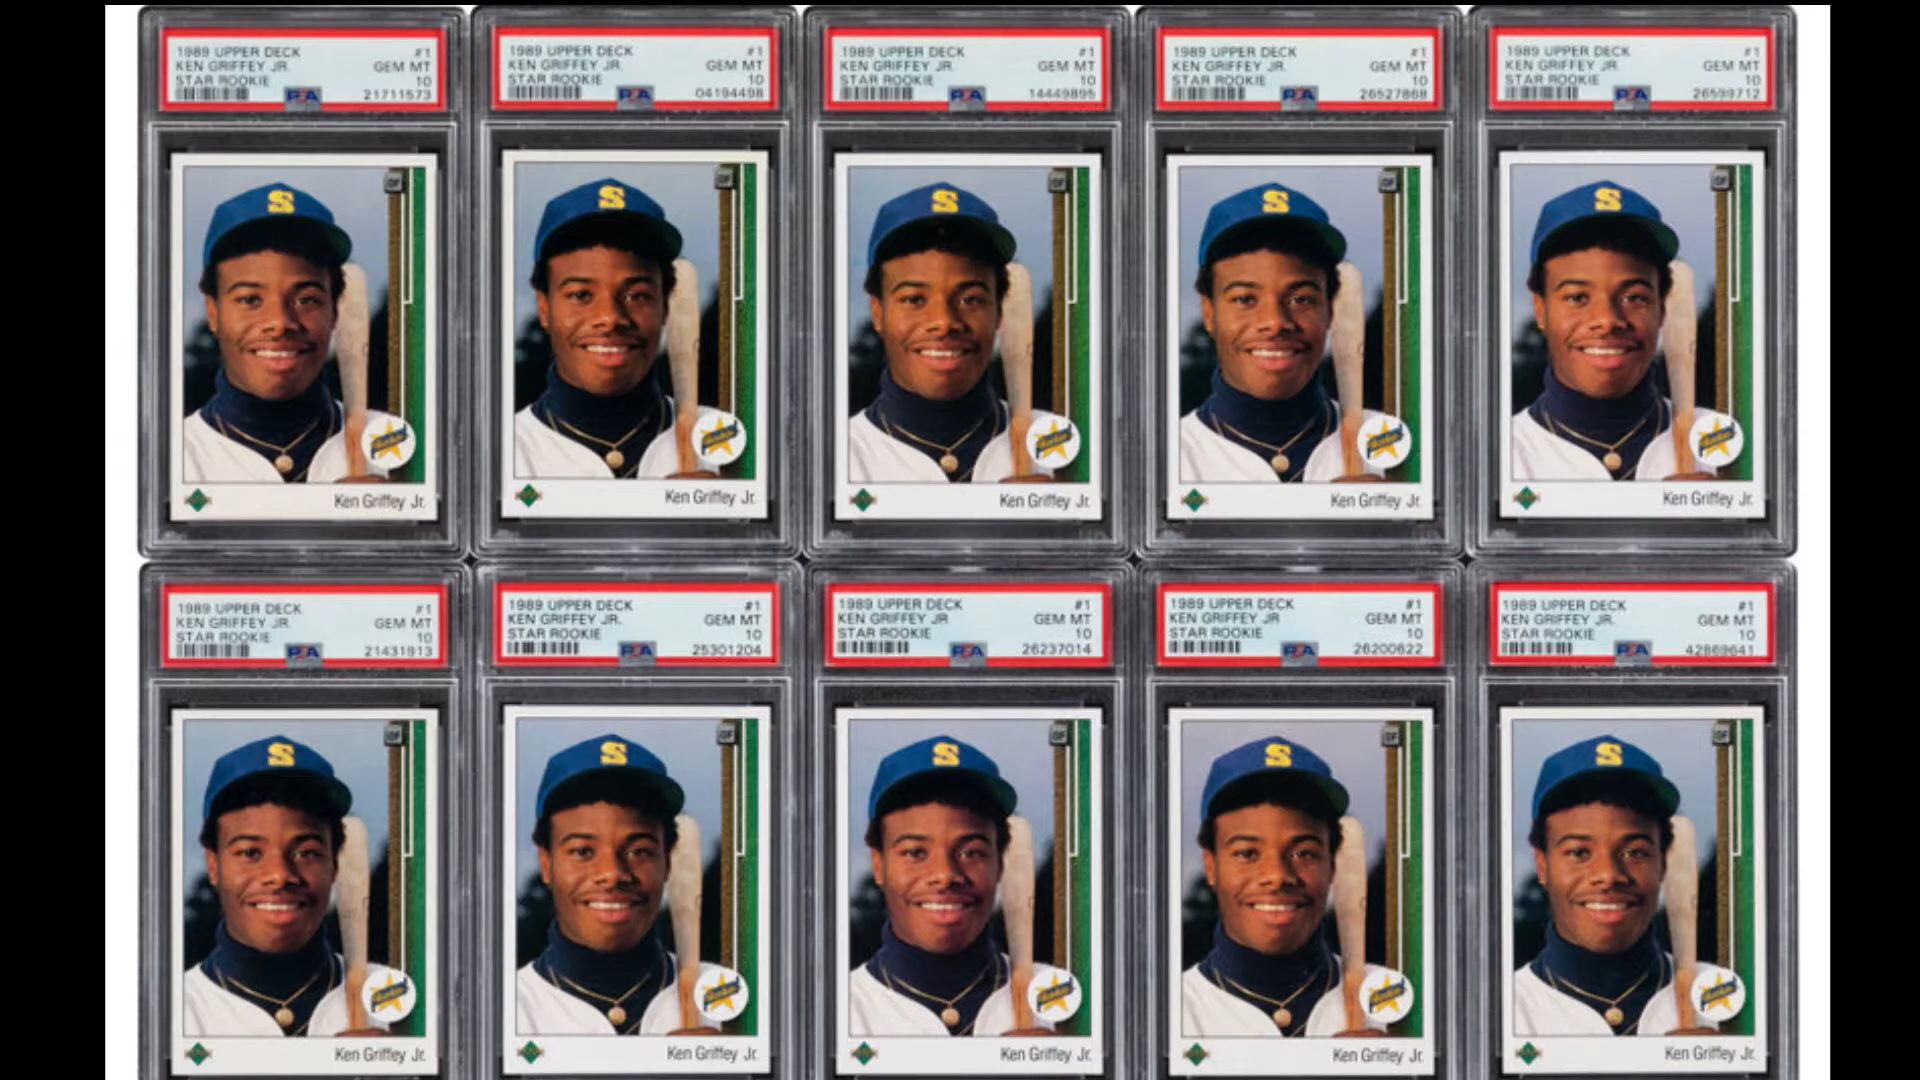 1989 UPPER DECK #1
KEN GRIFFEY JR. GEM MT
STAR ROOKIE 10
PSA 21711573
S
Ken Griffey Jr.
1989 UPPER DECK #1
KEN GRIFFEY JR. GEM MT
STAR ROOKIE 10
PSA 04194498
S
Ken Griffey Jr.
1989 UPPER DECK #1
KEN GRIFFEY JR. GEM MT
STAR ROOKIE 10
PSA 14449895
S
Ken Griffey Jr.
1989 UPPER DECK #1
KEN GRIFFEY JR. GEM MT
STAR ROOKIE 10
PSA 26527868
S
Ken Griffey Jr.
1989 UPPER DECK #1
KEN GRIFFEY JR. GEM MT
STAR ROOKIE 10
PSA 26599712
S
Ken Griffey Jr.
1989 UPPER DECK #1
KEN GRIFFEY JR. GEM MT
STAR ROOKIE 10
PSA 21431913
S
Ken Griffey Jr.
1989 UPPER DECK #1
KEN GRIFFEY JR. GEM MT
STAR ROOKIE 10
PSA 25301204
S
Ken Griffey Jr.
1989 UPPER DECK #1
KEN GRIFFEY JR GEM MT
STAR ROOKIE 10
PSA 26237014
S
Ken Griffey Jr.
1989 UPPER DECK #1
KEN GRIFFEY JR GEM MT
STAR ROOKIE 10
PSA 26200622
S
Ken Griffey Jr.
1989 UPPER DECK #1
KEN GRIFFEY JR. GEM MT
STAR ROOKIE 10
PSA 42869641
S
Ken Griffey Jr.